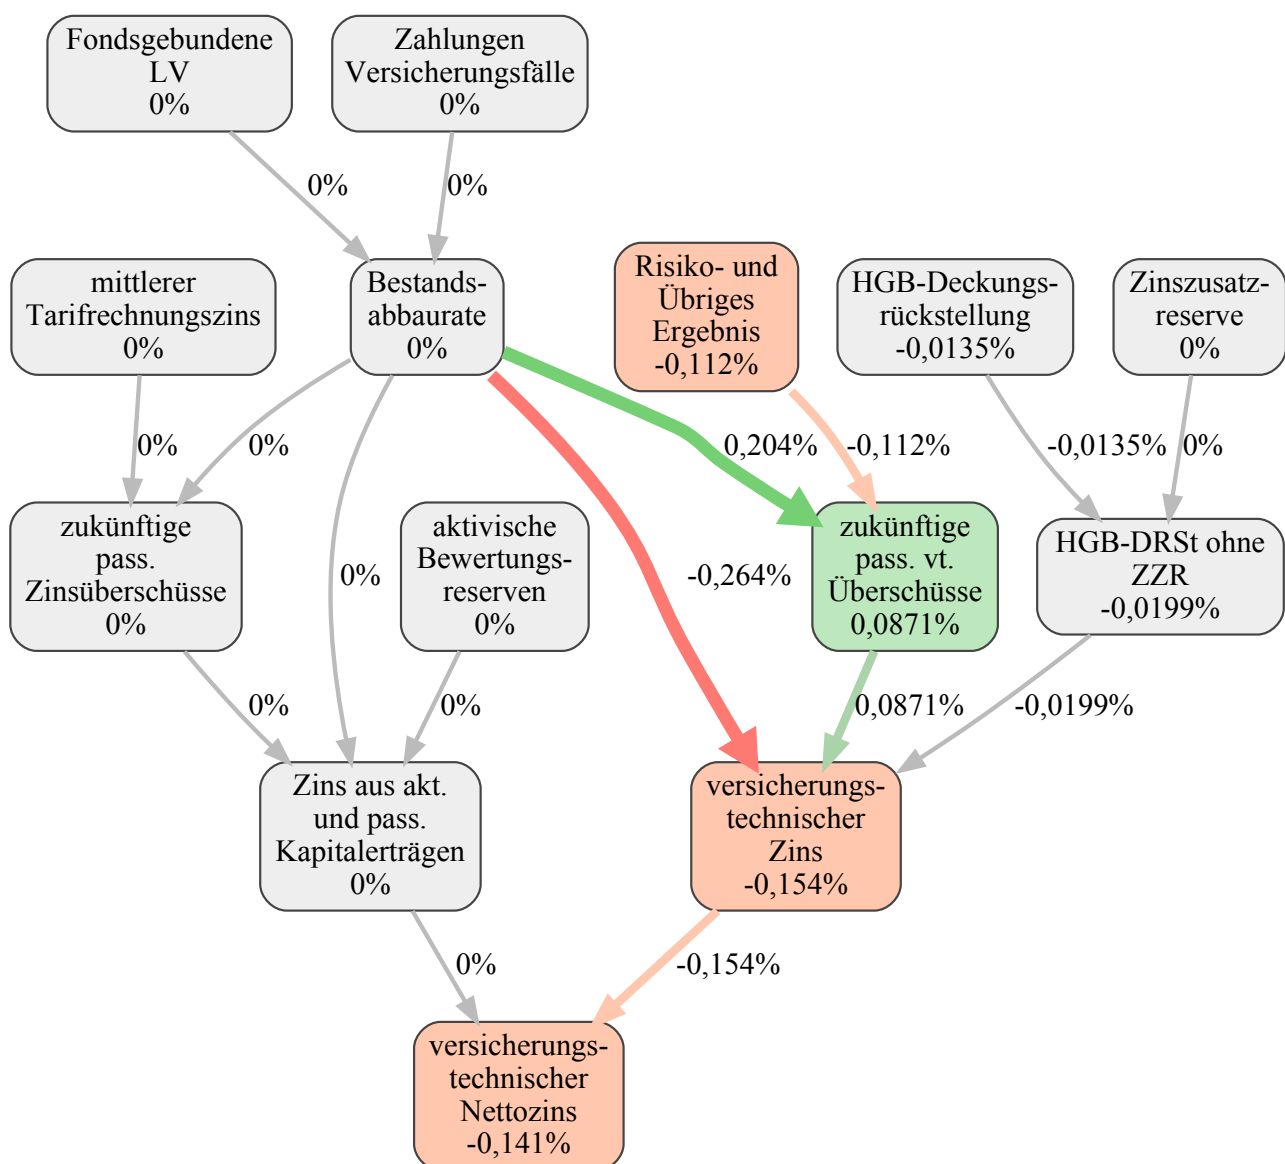 Fondsgebundene
LV
0%
Zahlungen
Versicherungsfälle
0%
0%
0%
mittlerer
Tarifrechnungszins
0%
Bestands-
abbaurate
0%
Risiko- und
Übriges
Ergebnis
-0,112%
HGB-Deckungs-
rückstellung
-0,0135%
Zinszusatz-
reserve
0%
0%
0%
0,204%
-0,112%
-0,0135%
0%
zukünftige
pass.
Zinsüberschüsse
0%
0%
aktivische
Bewertungs-
reserven
0%
-0,264%
zukünftige
pass. vt.
Überschüsse
0,0871%
HGB-DRSt ohne
ZZR
-0,0199%
0%
0%
0,0871%
-0,0199%
Zins aus akt.
und pass.
Kapitalerträgen
0%
versicherungs-
technischer
Zins
-0,154%
0%
-0,154%
versicherungs-
technischer
Nettozins
-0,141%